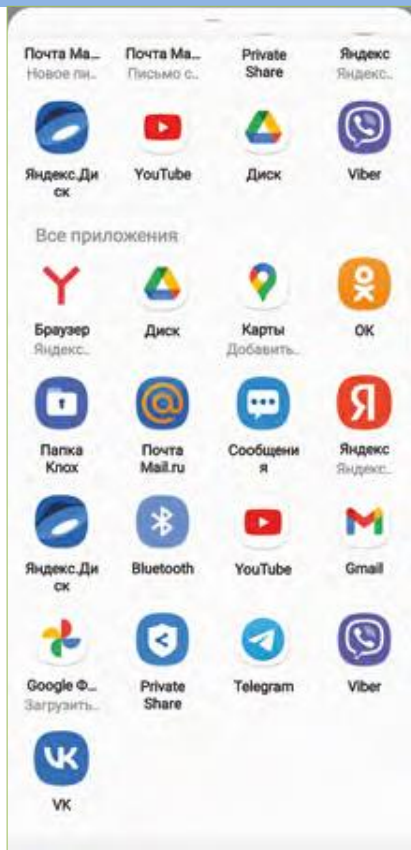 Почта Ма... Почта Ма... Private Яндекс
Новое пи... Письмо с... Share Яндекс...
Яндекс.Ди YouTube Диск Viber
ск
Все приложения
Браузер Диск Карты OK
Яндекс... Добавить...
Папка Почта Сообщени Яндекс
Knox Mail.ru я Яндекс...
Яндекс.Ди Bluetooth YouTube Gmail
ск
Google Ф... Private Telegram Viber
Загрузить... Share
VK